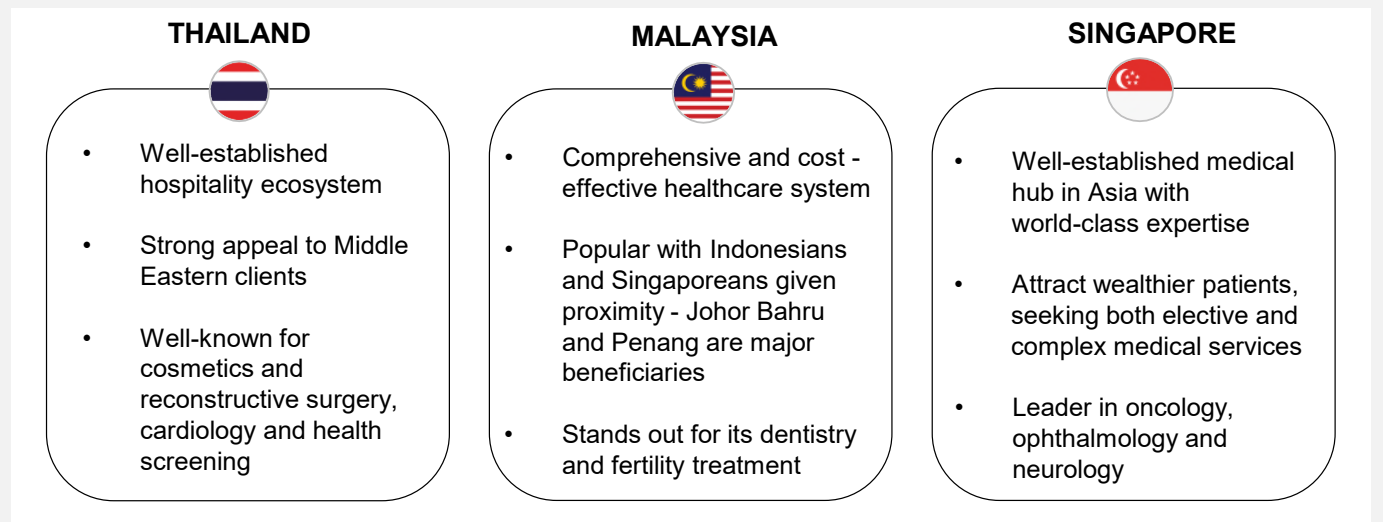 THAILAND
• Well-established
hospitality ecosystem
• Strong appeal to Middle
Eastern clients
• Well-known for
cosmetics and
reconstructive surgery,
cardiology and health
screening
MALAYSIA
• Comprehensive and cost -
effective healthcare system
• Popular with Indonesians
and Singaporeans given
proximity - Johor Bahru
and Penang are major
beneficiaries
• Stands out for its dentistry
and fertility treatment
SINGAPORE
• Well-established medical
hub in Asia with
world-class expertise
• Attract wealthier patients,
seeking both elective and
complex medical services
• Leader in oncology,
ophthalmology and
neurology